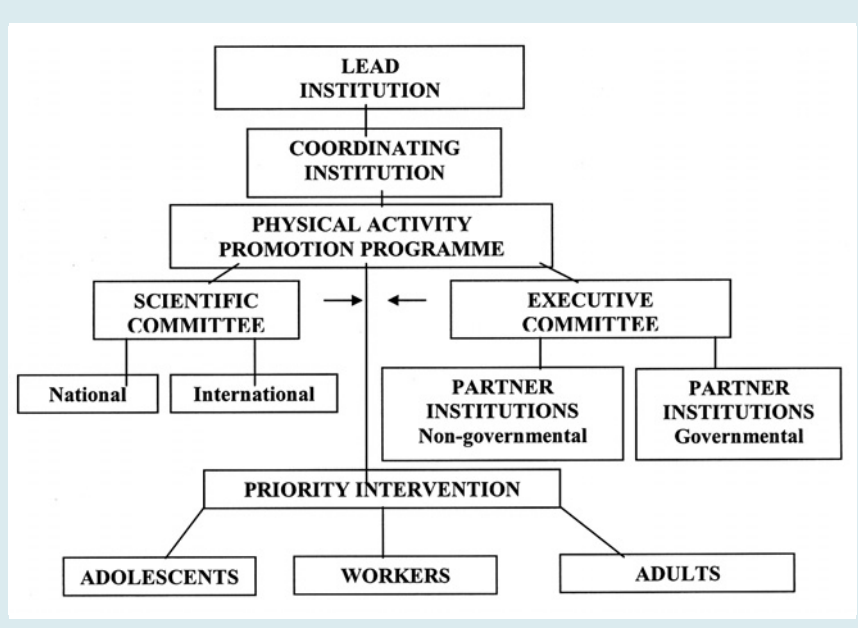 LEAD
INSTITUTION
COORDINATING
INSTITUTION
PHYSICAL ACTIVITY
PROMOTION PROGRAMME
SCIENTIFIC
COMMITTEE
EXECUTIVE
COMMITTEE
National
International
PARTNER
INSTITUTIONS
Non-governmental
PARTNER
INSTITUTIONS
Governmental
PRIORITY INTERVENTION
ADOLESCENTS
WORKERS
ADULTS